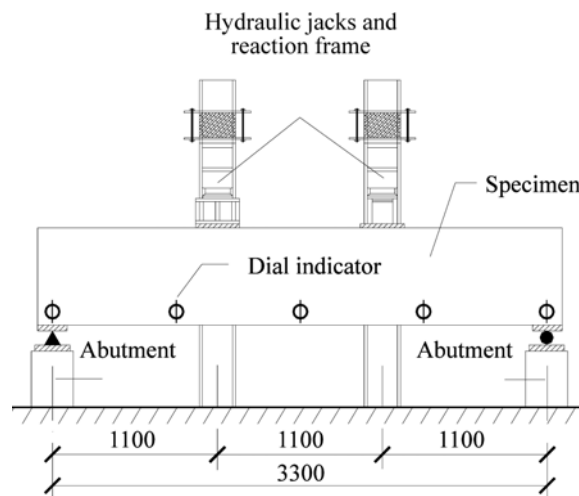 Hydraulic jacks and
reaction frame
Specimen
Dial indicator
Abutment
Abutment
1100
1100
1100
3300